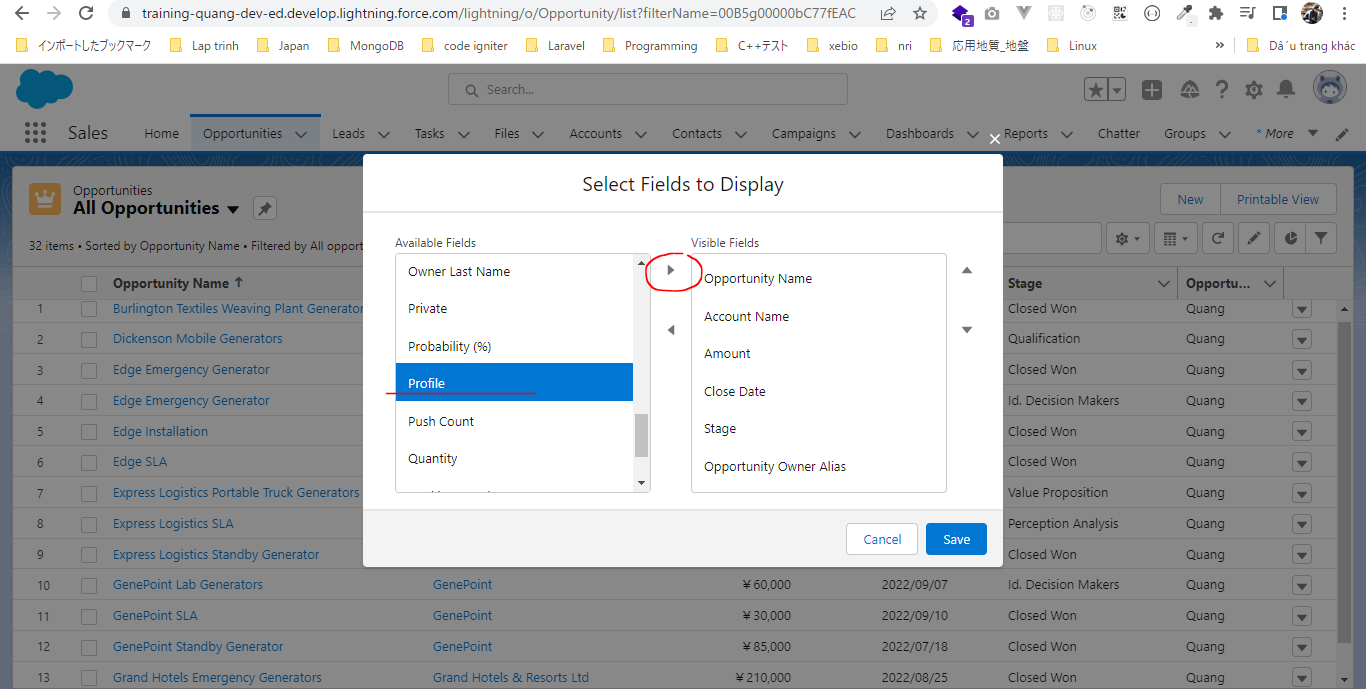 training-quang-dev-ed.develop.lightning.force.com/lightning/o/Opportunity/list?filterName=00B5g00000bC77fEAC
2
インポートしたブックマーク Lap trinh Japan MongoDB code igniter Laravel Programming C++テスト xebio nri 応用地質_地盤 Linux » Dấu trang khác
Search...
Sales Home Opportunities Leads Tasks Files Accounts Contacts Campaigns Dashboards Reports Chatter Groups * More
Opportunities
All Opportunities
New Printable View
32 items • Sorted by Opportunity Name • Filtered by All opport
Select Fields to Display
Available Fields
Owner Last Name
Private
Probability (%)
Profile
Push Count
Quantity
Visible Fields
Opportunity Name
Account Name
Amount
Close Date
Stage
Opportunity Owner Alias
Cancel Save
Opportunity Name ↑ Stage Opportu...
1 Burlington Textiles Weaving Plant Generator Closed Won Quang
2 Dickenson Mobile Generators Qualification Quang
3 Edge Emergency Generator Closed Won Quang
4 Edge Emergency Generator Id. Decision Makers Quang
5 Edge Installation Closed Won Quang
6 Edge SLA Closed Won Quang
7 Express Logistics Portable Truck Generators Value Proposition Quang
8 Express Logistics SLA Perception Analysis Quang
9 Express Logistics Standby Generator Closed Won Quang
10 GenePoint Lab Generators GenePoint ¥60,000 2022/09/07 Id. Decision Makers Quang
11 GenePoint SLA GenePoint ¥30,000 2022/09/10 Closed Won Quang
12 GenePoint Standby Generator GenePoint ¥85,000 2022/07/18 Closed Won Quang
13 Grand Hotels Emergency Generators Grand Hotels & Resorts Ltd ¥210,000 2022/08/25 Closed Won Quang